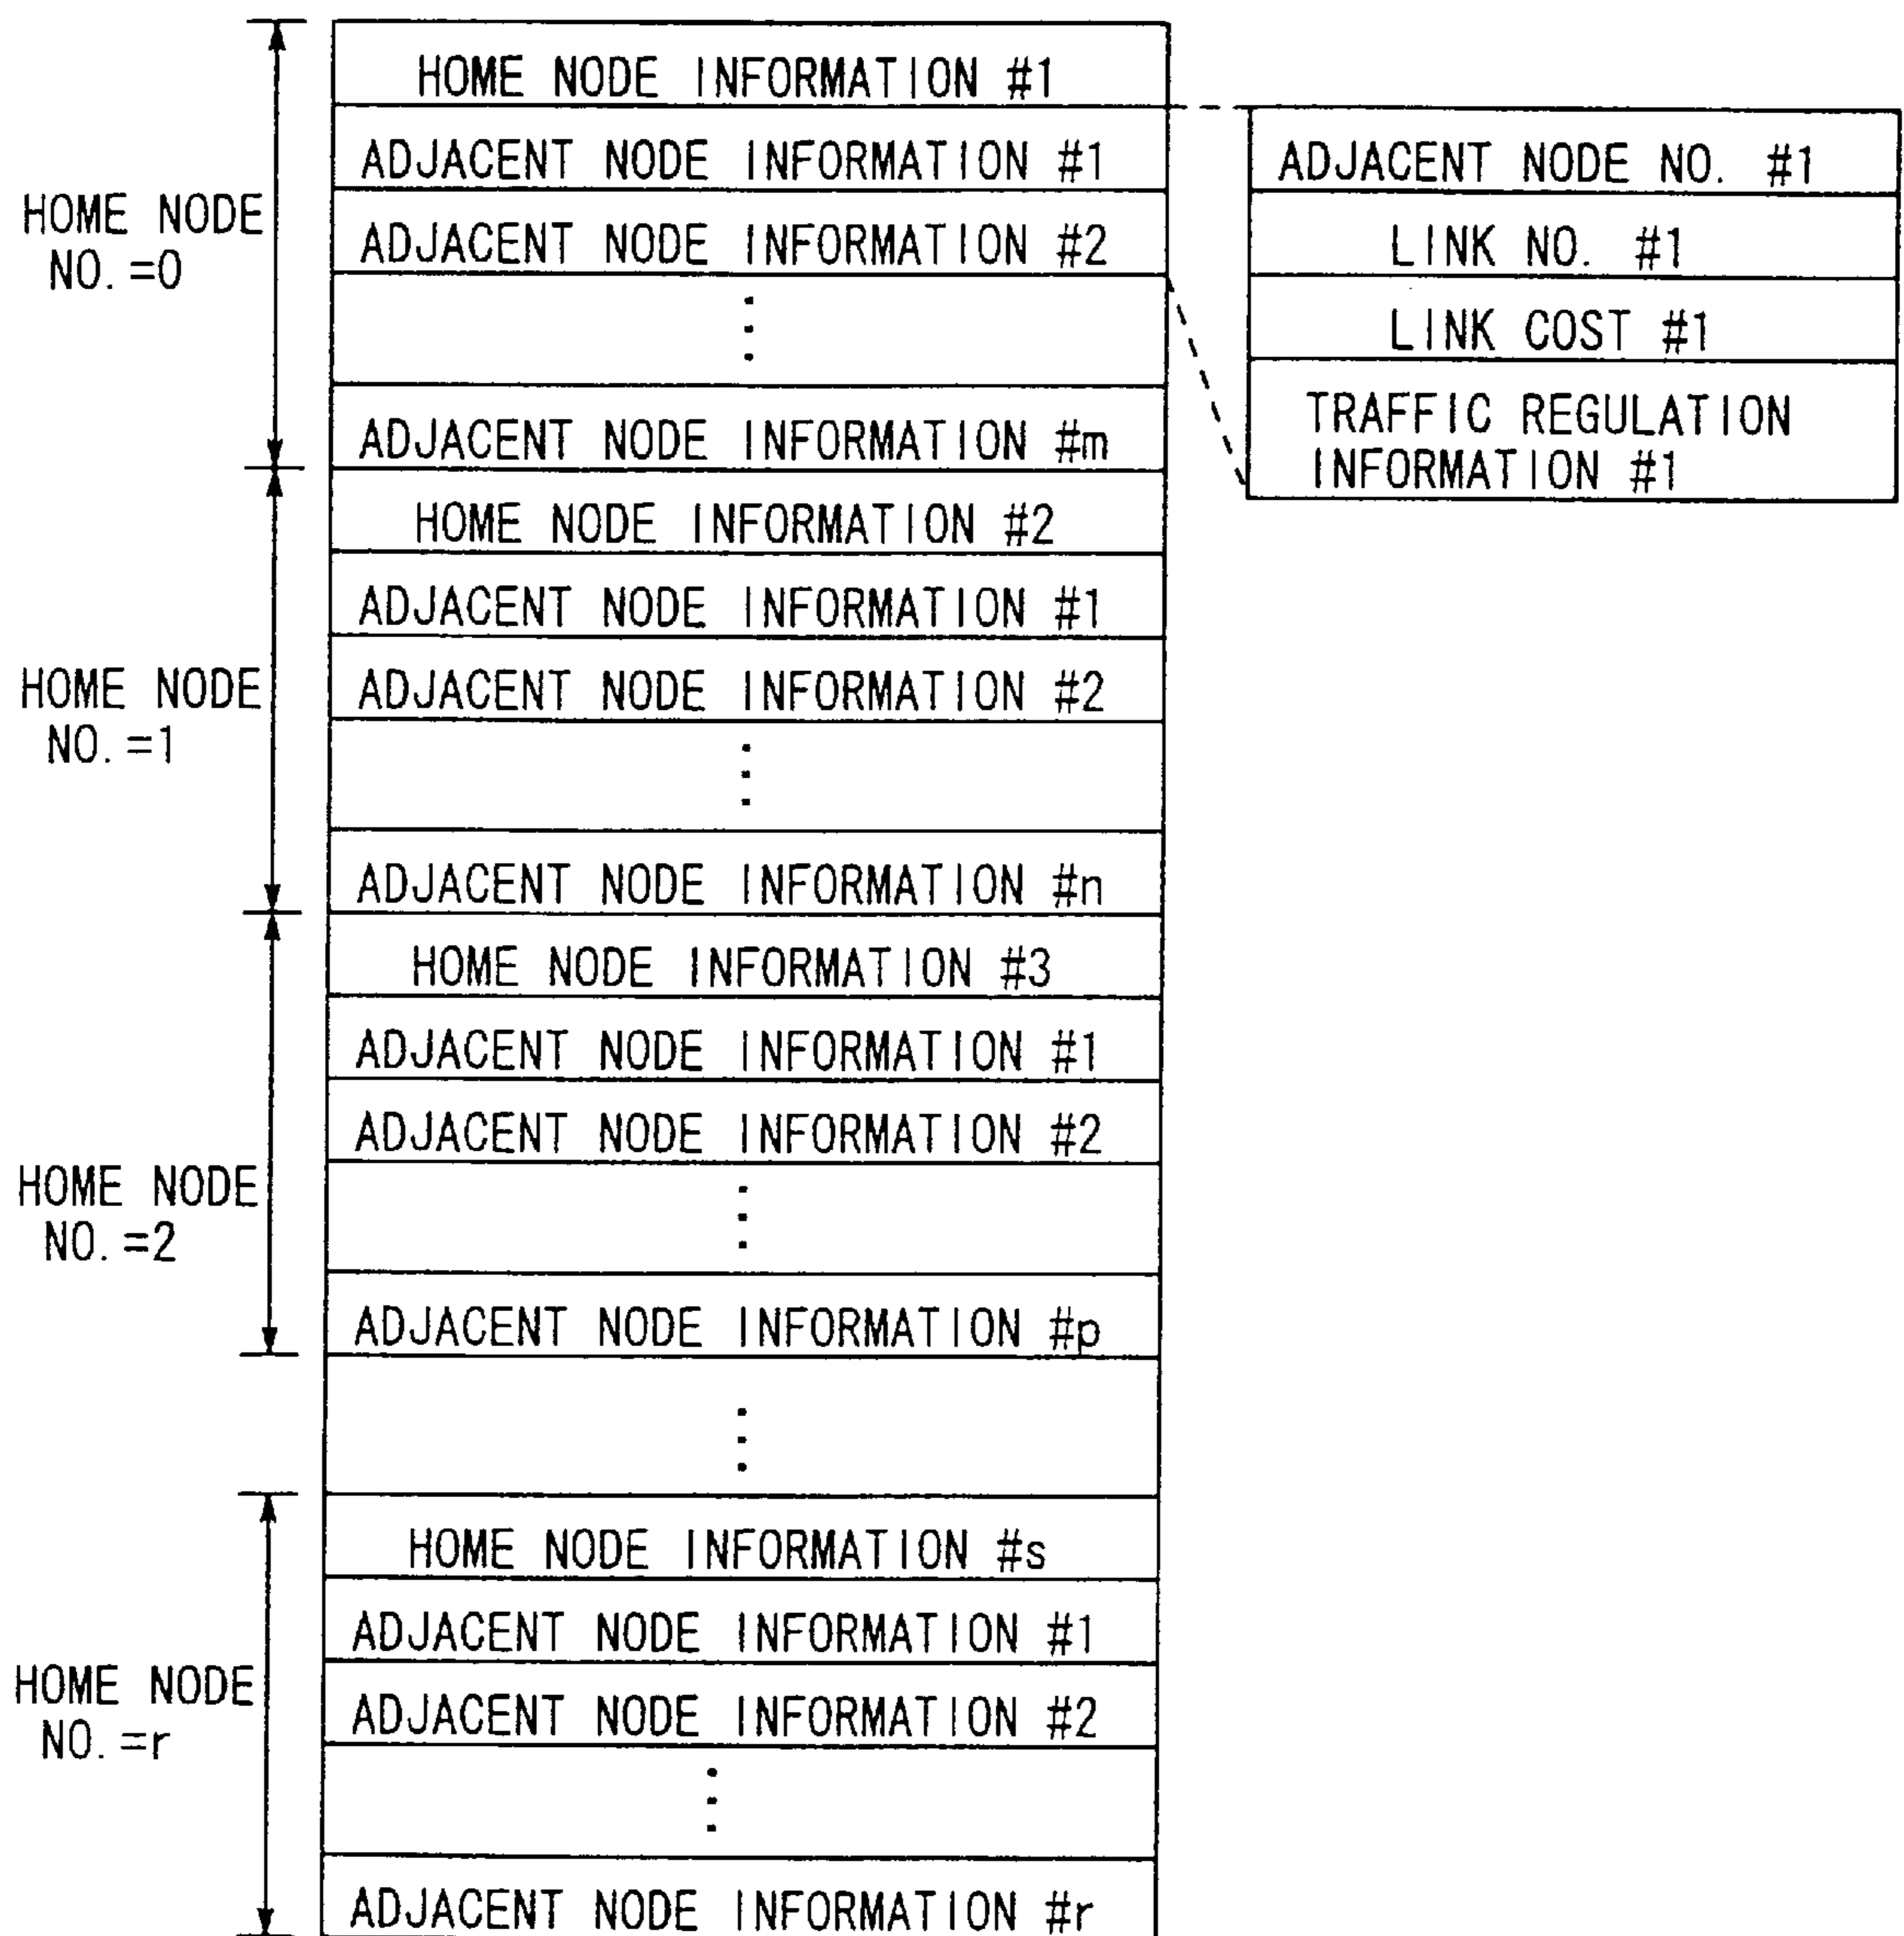 HOME NODE INFORMATION #1
ADJACENT NODE INFORMATION #1
ADJACENT NODE INFORMATION #2
ADJACENT NODE INFORMATION #m
HOME NODE
NO.=0
ADJACENT NODE NO. #1
LINK NO. #1
LINK COST #1
TRAFFIC REGULATION
INFORMATION #1
HOME NODE INFORMATION #2
ADJACENT NODE INFORMATION #1
ADJACENT NODE INFORMATION #2
ADJACENT NODE INFORMATION #n
HOME NODE
NO.=1
HOME NODE INFORMATION #3
ADJACENT NODE INFORMATION #1
ADJACENT NODE INFORMATION #2
ADJACENT NODE INFORMATION #p
HOME NODE
NO.=2
HOME NODE INFORMATION #s
ADJACENT NODE INFORMATION #1
ADJACENT NODE INFORMATION #2
ADJACENT NODE INFORMATION #r
HOME NODE
NO.=r